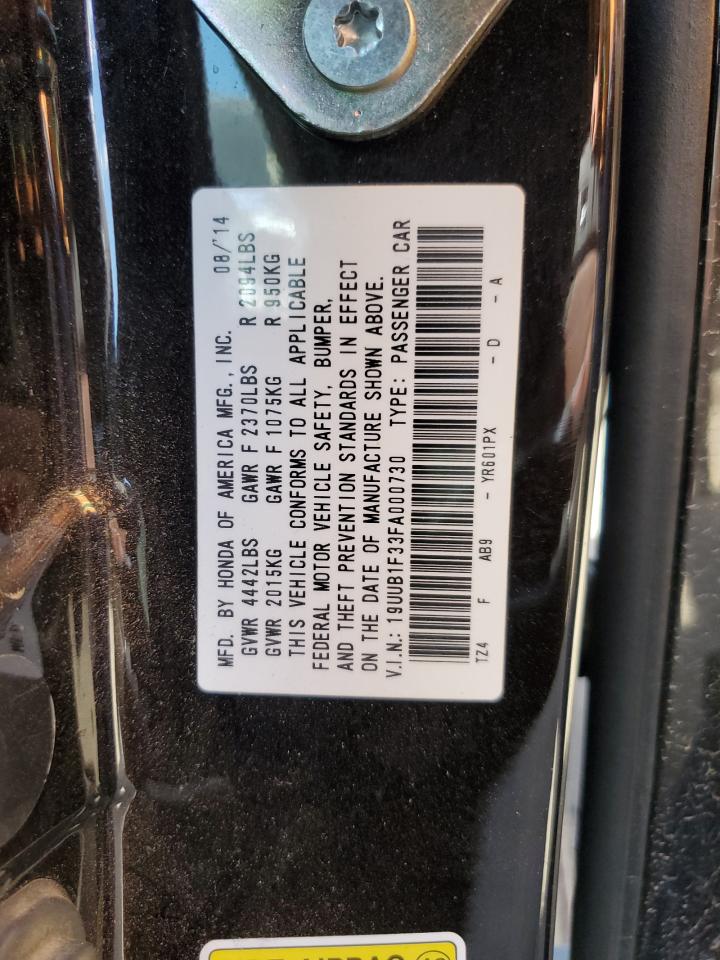 MFD. BY HONDA OF AMERICA MFG., INC. 08/'14
GVWR 4442LBS GAWR F 2370LBS R 2094LBS
GVWR 2015KG GAWR F 1075KG R 950KG
THIS VEHICLE CONFORMS TO ALL APPLICABLE
FEDERAL MOTOR VEHICLE SAFETY, BUMPER,
AND THEFT PREVENTION STANDARDS IN EFFECT
ON THE DATE OF MANUFACTURE SHOWN ABOVE.
V.I.N.: 19UUB1F33FA000730 TYPE: PASSENGER CAR
TZ4 F AB9 - YR601PX - D - A